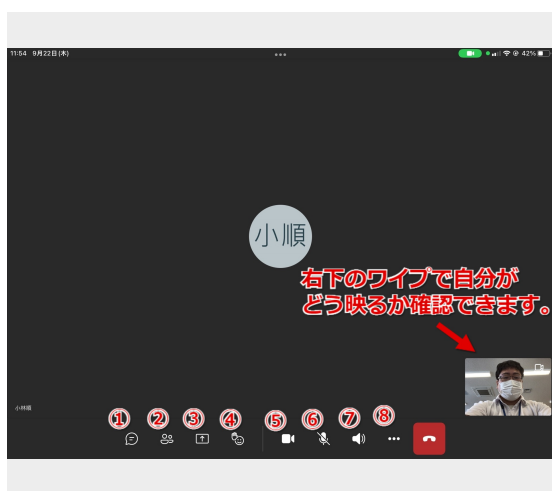 11:54 9月22日(木)
42%
小順
右下のワイプで自分が
どう映るか確認できます。
小林順
① ② ③ ④ ⑤ ⑥ ⑦ ⑧